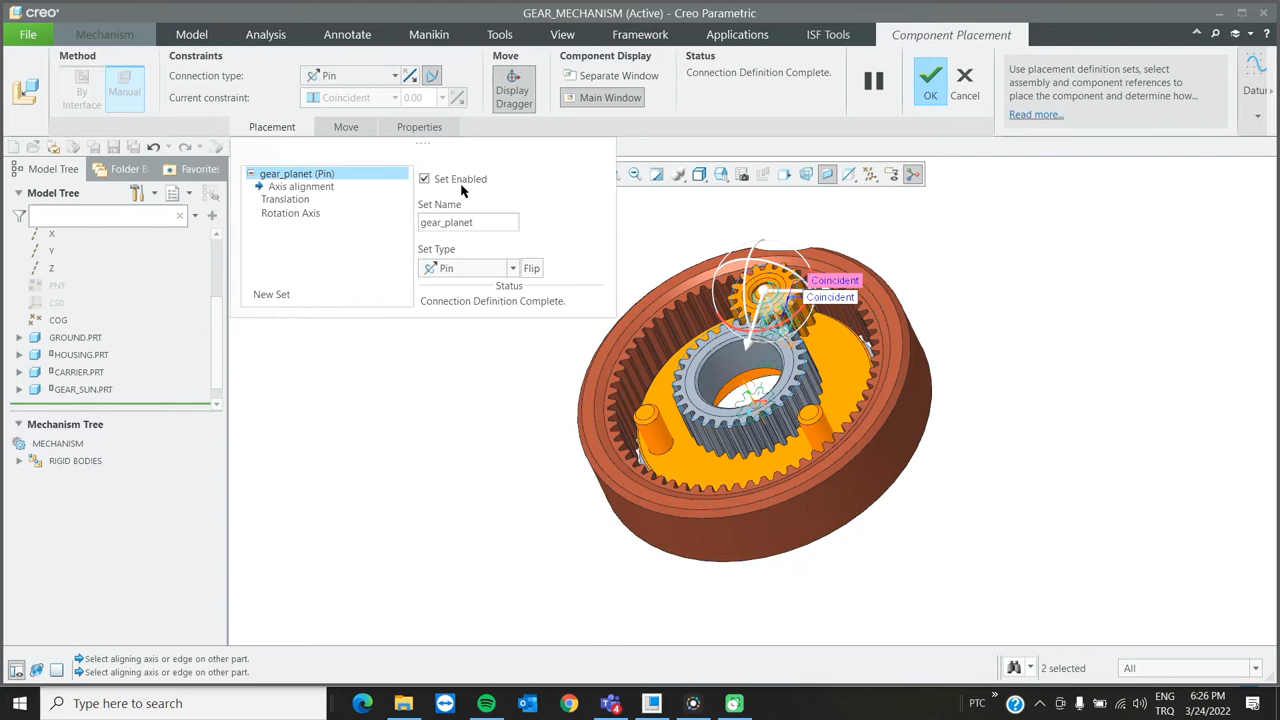 creo
GEAR_MECHANISM (Active) - Creo Parametric
File
Mechanism
Model
Analysis
Annotate
Manikin
Tools
View
Framework
Applications
ISF Tools
Component Placement
Method
Constraints
Move
Component Display
Status
By Interface
Manual
Connection type:
Pin
Current constraint:
Coincident
0.00
Display Dragger
Separate Window
Main Window
Connection Definition Complete.
OK
Cancel
Use placement definition sets, select
assembly and component references to
place the component and determine how...
Read more...
Datu
Placement
Move
Properties
Model Tree
Folder B
Favorites
Model Tree
X
Y
Z
PNT
CS0
COG
GROUND.PRT
HOUSING.PRT
CARRIER.PRT
GEAR_SUN.PRT
Mechanism Tree
MECHANISM
RIGID BODIES
gear_planet (Pin)
Axis alignment
Translation
Rotation Axis
New Set
Set Enabled
Set Name
gear_planet
Set Type
Pin
Flip
Status
Connection Definition Complete.
Coincident
Coincident
Select aligning axis or edge on other part.
Select aligning axis or edge on other part.
2 selected
All
Type here to search
4
PTC
ENG
TRQ
6:26 PM
3/24/2022